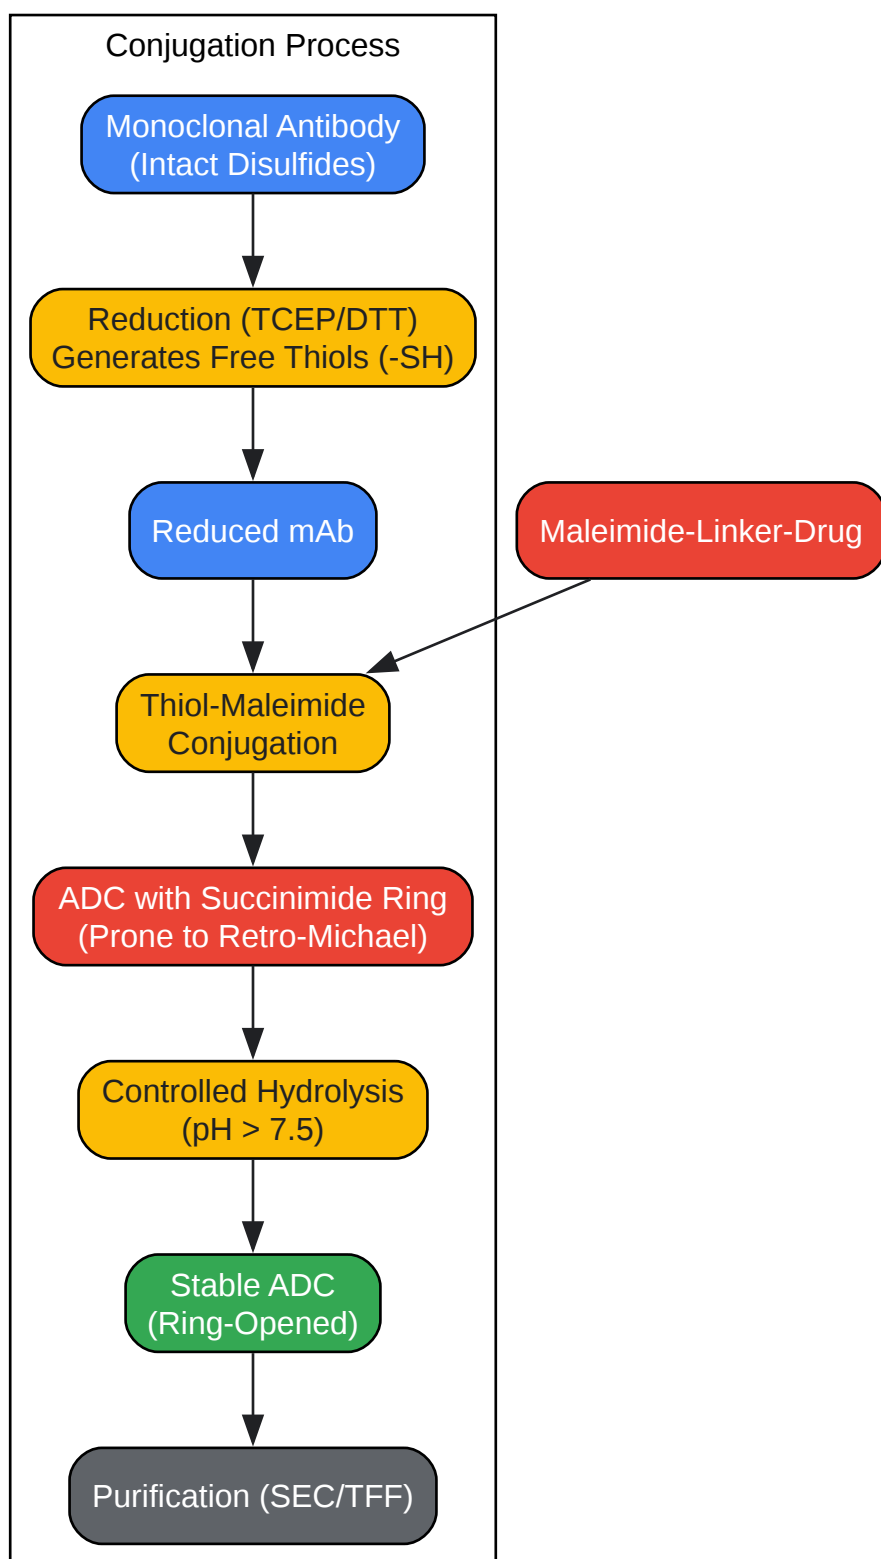 Conjugation Process
Monoclonal Antibody
(Intact Disulfides)
Reduction (TCEP/DTT)
Generates Free Thiols (-SH)
Reduced mAb
Maleimide-Linker-Drug
Thiol-Maleimide
Conjugation
ADC with Succinimide Ring
(Prone to Retro-Michael)
Controlled Hydrolysis
(pH > 7.5)
Stable ADC
(Ring-Opened)
Purification (SEC/TFF)